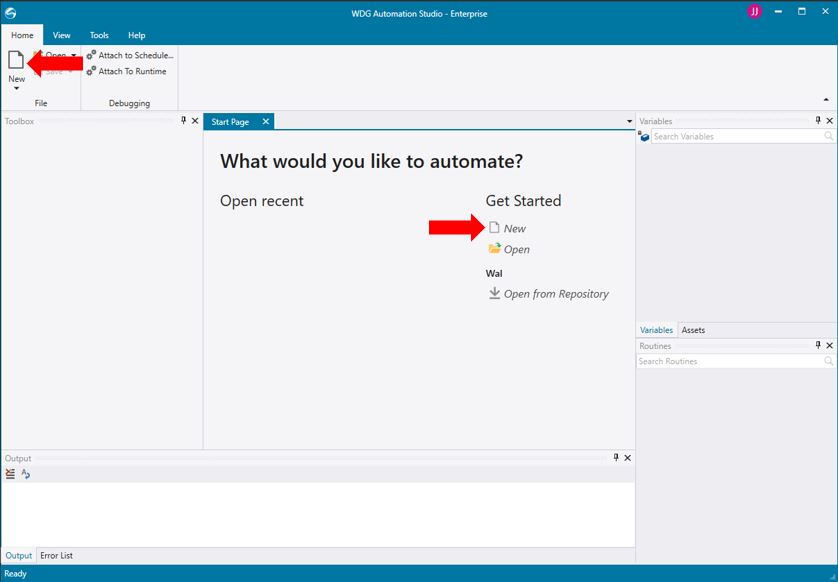 WDG Automation Studio - Enterprise
JJ
Home View Tools Help
Open
Save
New
Attach to Schedule...
Attach To Runtime
File
Debugging
Toolbox
Start Page
What would you like to automate?
Open recent
Get Started
New
Open
Wal
Open from Repository
Variables
Search Variables
Variables Assets
Routines
Search Routines
Output
Output Error List
Ready